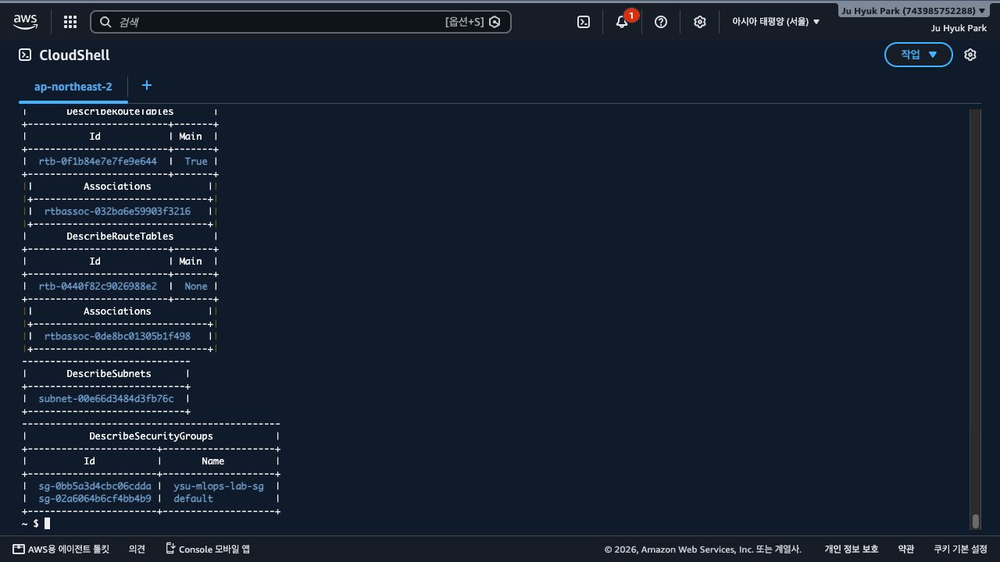 aws 검색 [옵션+S] 1 아시아 태평양 (서울) ▼ Ju Hyuk Park (743985752288) ▼
Ju Hyuk Park
CloudShell 작업 ▼
ap-northeast-2 +
| DescribeRouteTables |
+-------------------------+-------+
| Id | Main |
+-------------------------+-------+
| rtb-0f1b84e7e7fe9e644 | True |
+-------------------------+-------+
|| Associations ||
|+--------------------------------+|
|| rtbassoc-032ba6e59903f3216 ||
|+--------------------------------+|
| DescribeRouteTables |
+-------------------------+-------+
| Id | Main |
+-------------------------+-------+
| rtb-0440f82c9026988e2 | None |
+-------------------------+-------+
|| Associations ||
|+--------------------------------+|
|| rtbassoc-0de8bc01305b1f498 ||
|+--------------------------------+|
------------------------------
| DescribeSubnets |
+----------------------------+
| subnet-00e66d3484d3fb76c |
+----------------------------+
----------------------------------------------
| DescribeSecurityGroups |
+-----------------------+--------------------+
| Id | Name |
+-----------------------+--------------------+
| sg-0bb5a3d4cbc06cdda | ysu-mlops-lab-sg |
| sg-02a6064b6cf4bb4b9 | default |
+-----------------------+--------------------+
~ $
AWS용 에이전트 툴킷 의견 Console 모바일 앱 © 2026, Amazon Web Services, Inc. 또는 계열사. 개인 정보 보호 약관 쿠키 기본 설정